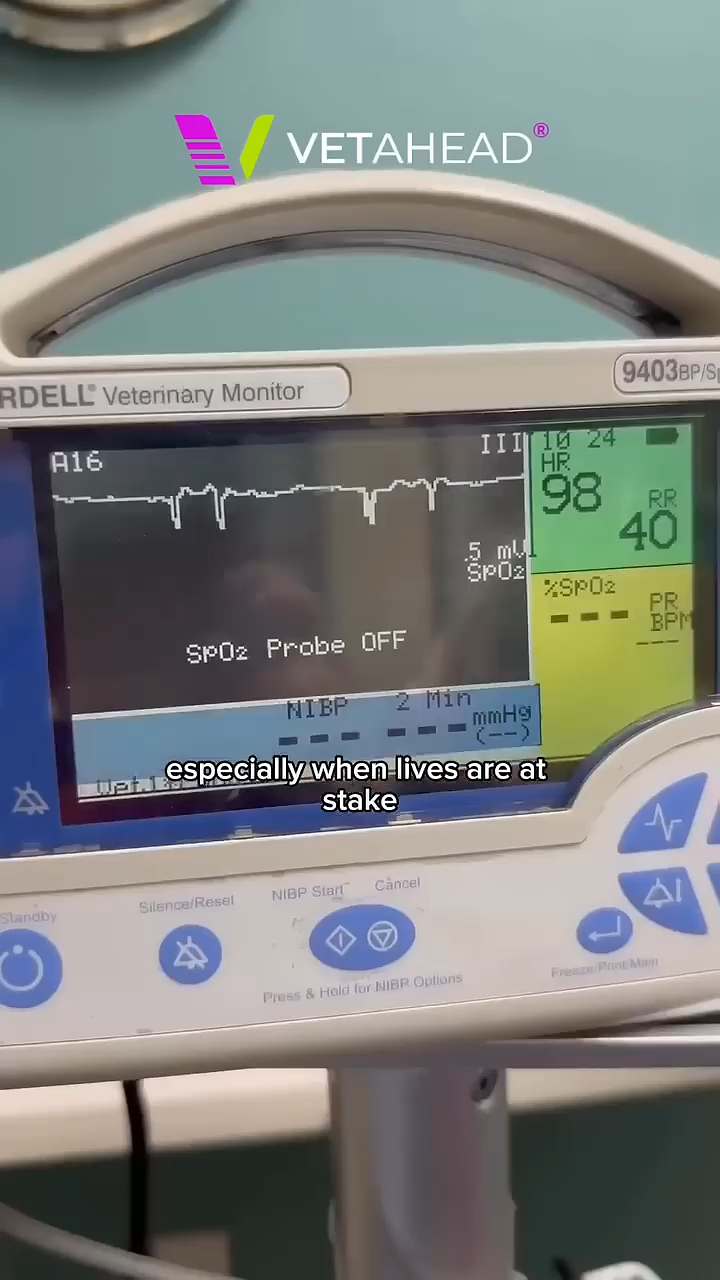 VETAHEAD®
RDELL® Veterinary Monitor
9403BP/Sp
A16
III
10 24
HR
98
RR
40
.5 mV
SpO₂
%SpO₂
---
PR
BPM
---
SpO₂ Probe OFF
NIBP 2 Min
--- --- mmHg
(--)
especially when lives are at
stake
Standby
Silence/Reset
NIBP Start Cancel
Press & Hold for NIBP Options
Freeze/Print/Main